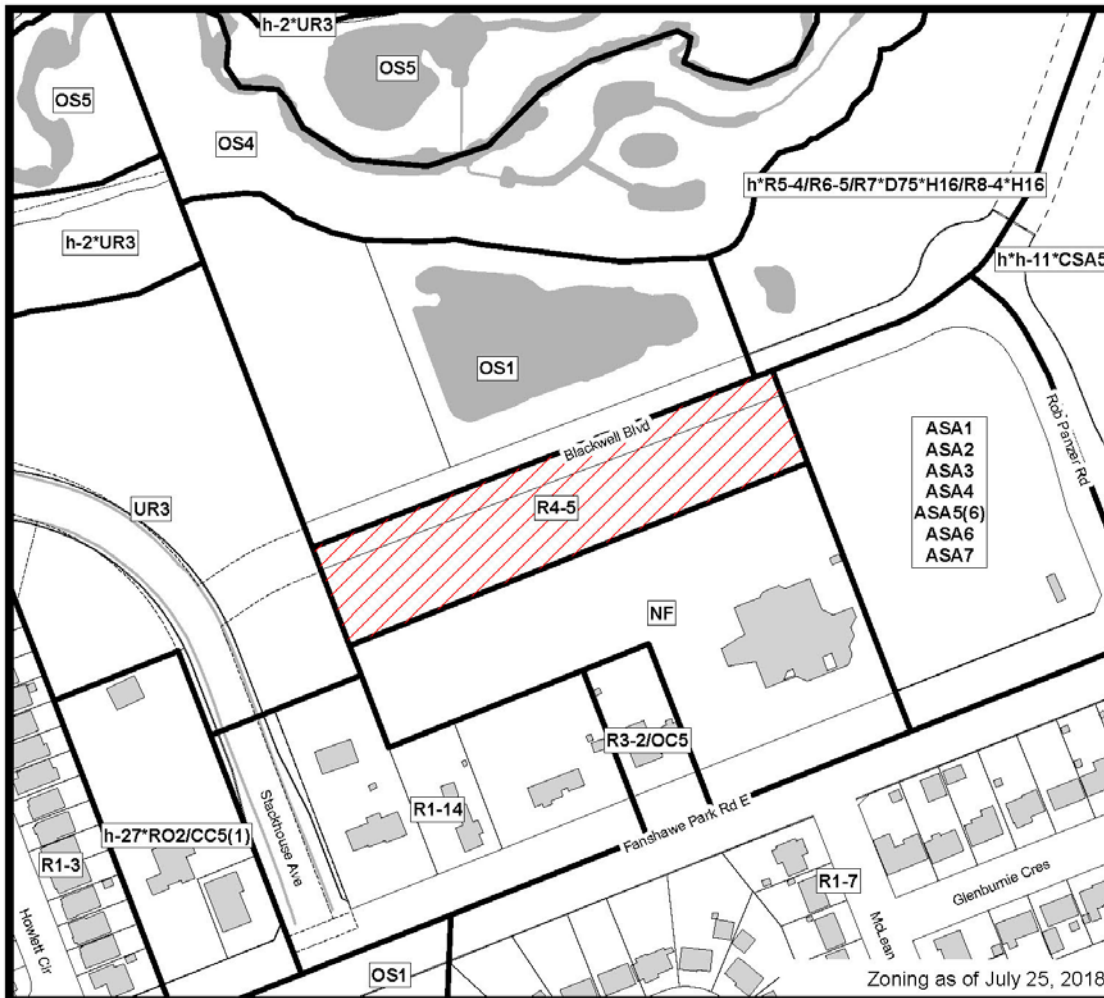 h-2*UR3
OS5
OS5
OS4
h*R5-4/R6-5/R7*D75*H16/R8-4*H16
h-2*UR3
h*h-11*CSA5
OS1
Rob Panzer Rd
Blackwell Blvd
ASA1
ASA2
ASA3
ASA4
ASA5(6)
ASA6
ASA7
UR3
R4-5
NF
R3-2/OC5
R1-14
Fanshawe Park Rd E
Stackhouse Ave
h-27*RO2/CC5(1)
R1-3
R1-7
Glenburnie Cres
Howlett Cir
McLean
OS1
Zoning as of July 25, 2018